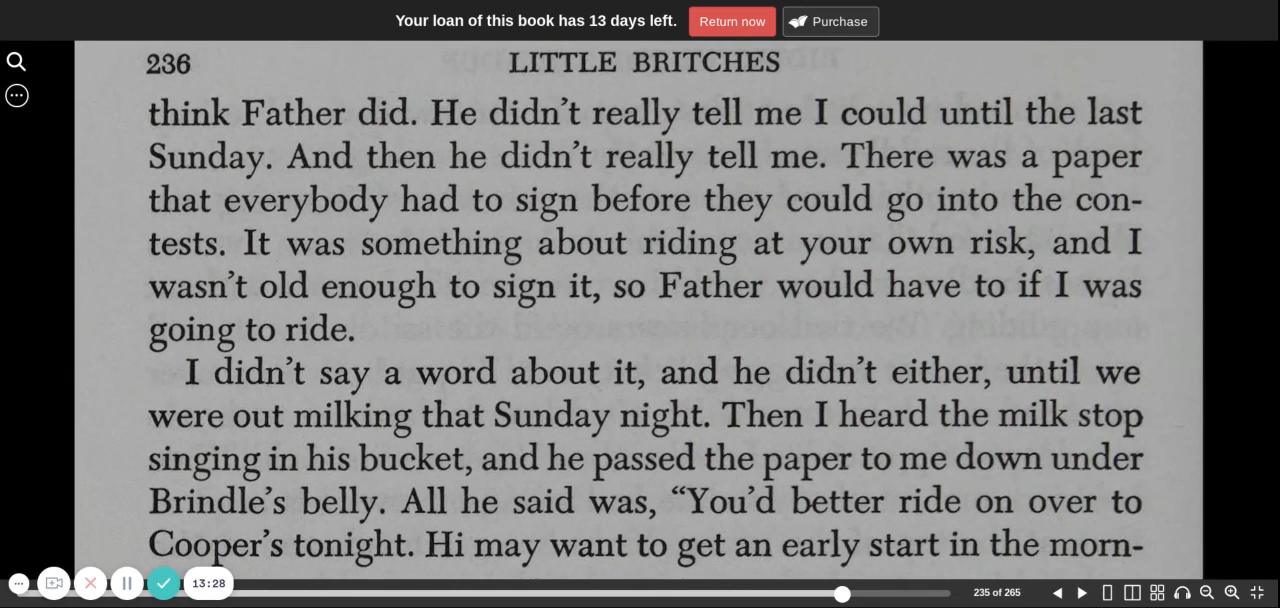 Your loan of this book has 13 days left. Return now Purchase
236 LITTLE BRITCHES
think Father did. He didn't really tell me I could until the last
Sunday. And then he didn't really tell me. There was a paper
that everybody had to sign before they could go into the con-
tests. It was something about riding at your own risk, and I
wasn't old enough to sign it, so Father would have to if I was
going to ride.
I didn't say a word about it, and he didn't either, until we
were out milking that Sunday night. Then I heard the milk stop
singing in his bucket, and he passed the paper to me down under
Brindle's belly. All he said was, “You'd better ride on over to
Cooper's tonight. Hi may want to get an early start in the morn-
13:28
235 of 265